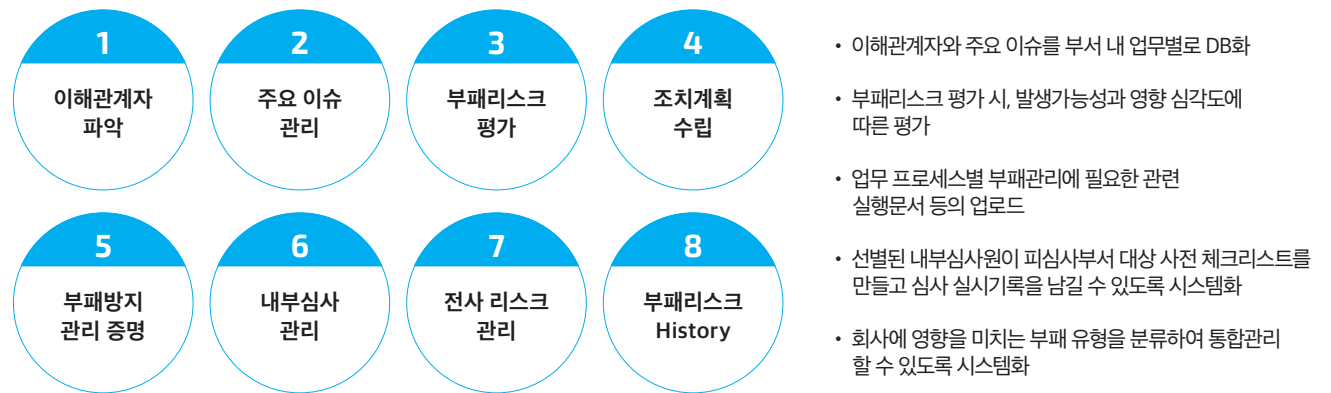 1
이해관계자
파악
2
주요 이슈
관리
3
부패리스크
평가
4
조치계획
수립
5
부패방지
관리 증명
6
내부심사
관리
7
전사 리스크
관리
8
부패리스크
History
• 이해관계자와 주요 이슈를 부서 내 업무별로 DB화
• 부패리스크 평가 시, 발생가능성과 영향 심각도에
따른 평가
• 업무 프로세스별 부패관리에 필요한 관련
실행문서 등의 업로드
• 선별된 내부심사원이 피심사부서 대상 사전 체크리스트를
만들고 심사 실시기록을 남길 수 있도록 시스템화
• 회사에 영향을 미치는 부패 유형을 분류하여 통합관리
할 수 있도록 시스템화